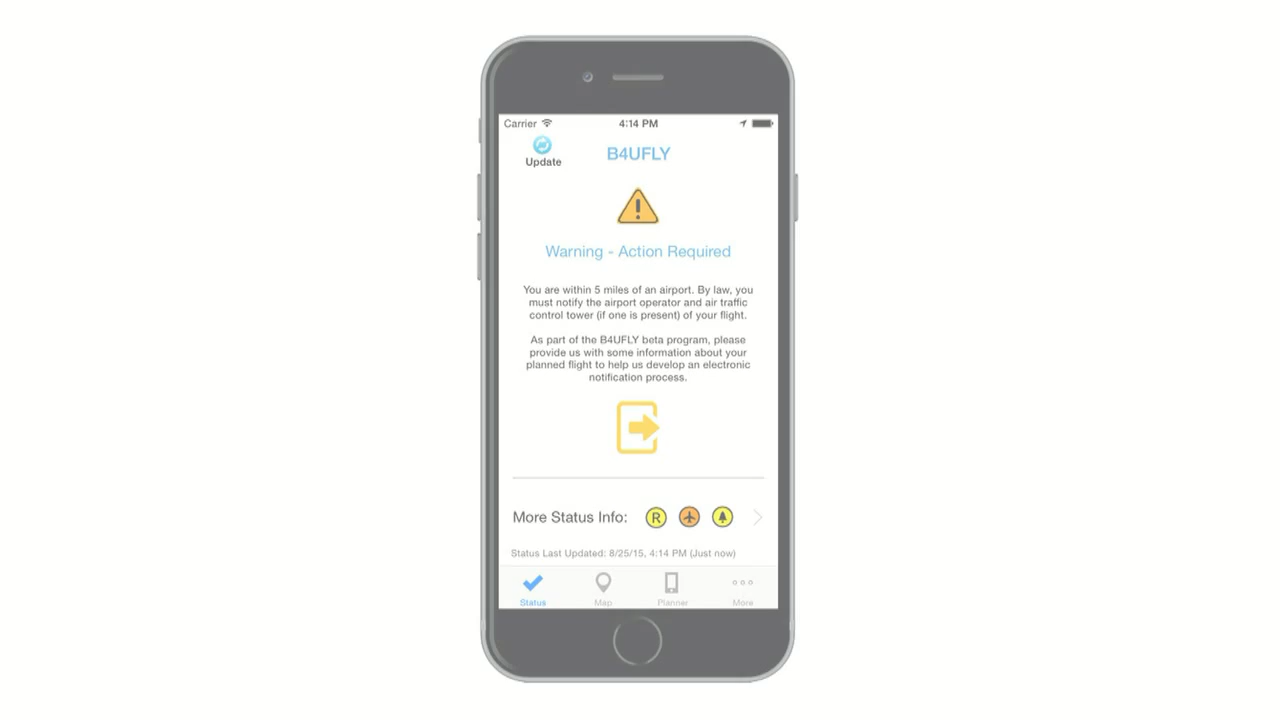 Carrier 4:14 PM
Update B4UFLY
Warning - Action Required
You are within 5 miles of an airport. By law, you
must notify the airport operator and air traffic
control tower (if one is present) of your flight.
As part of the B4UFLY beta program, please
provide us with some information about your
planned flight to help us develop an electronic
notification process.
More Status Info: R
Status Last Updated: 8/25/15, 4:14 PM (Just now)
Status Map Planner More